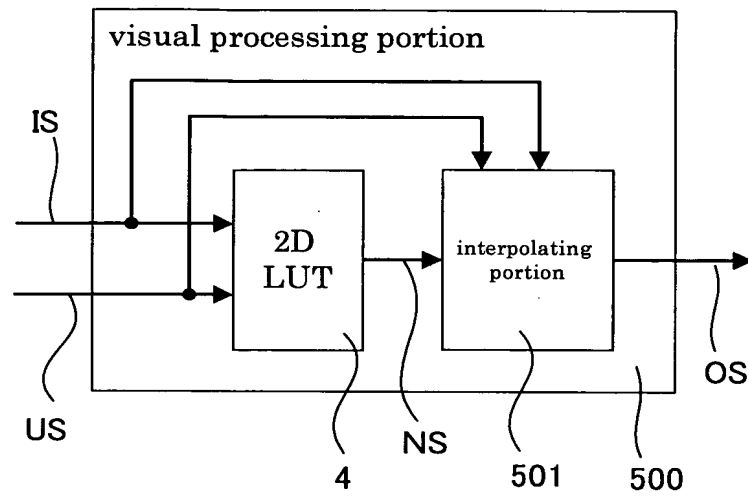 visual processing portion
IS
2D
LUT
interpolating
portion
US
4
NS
501
500
OS